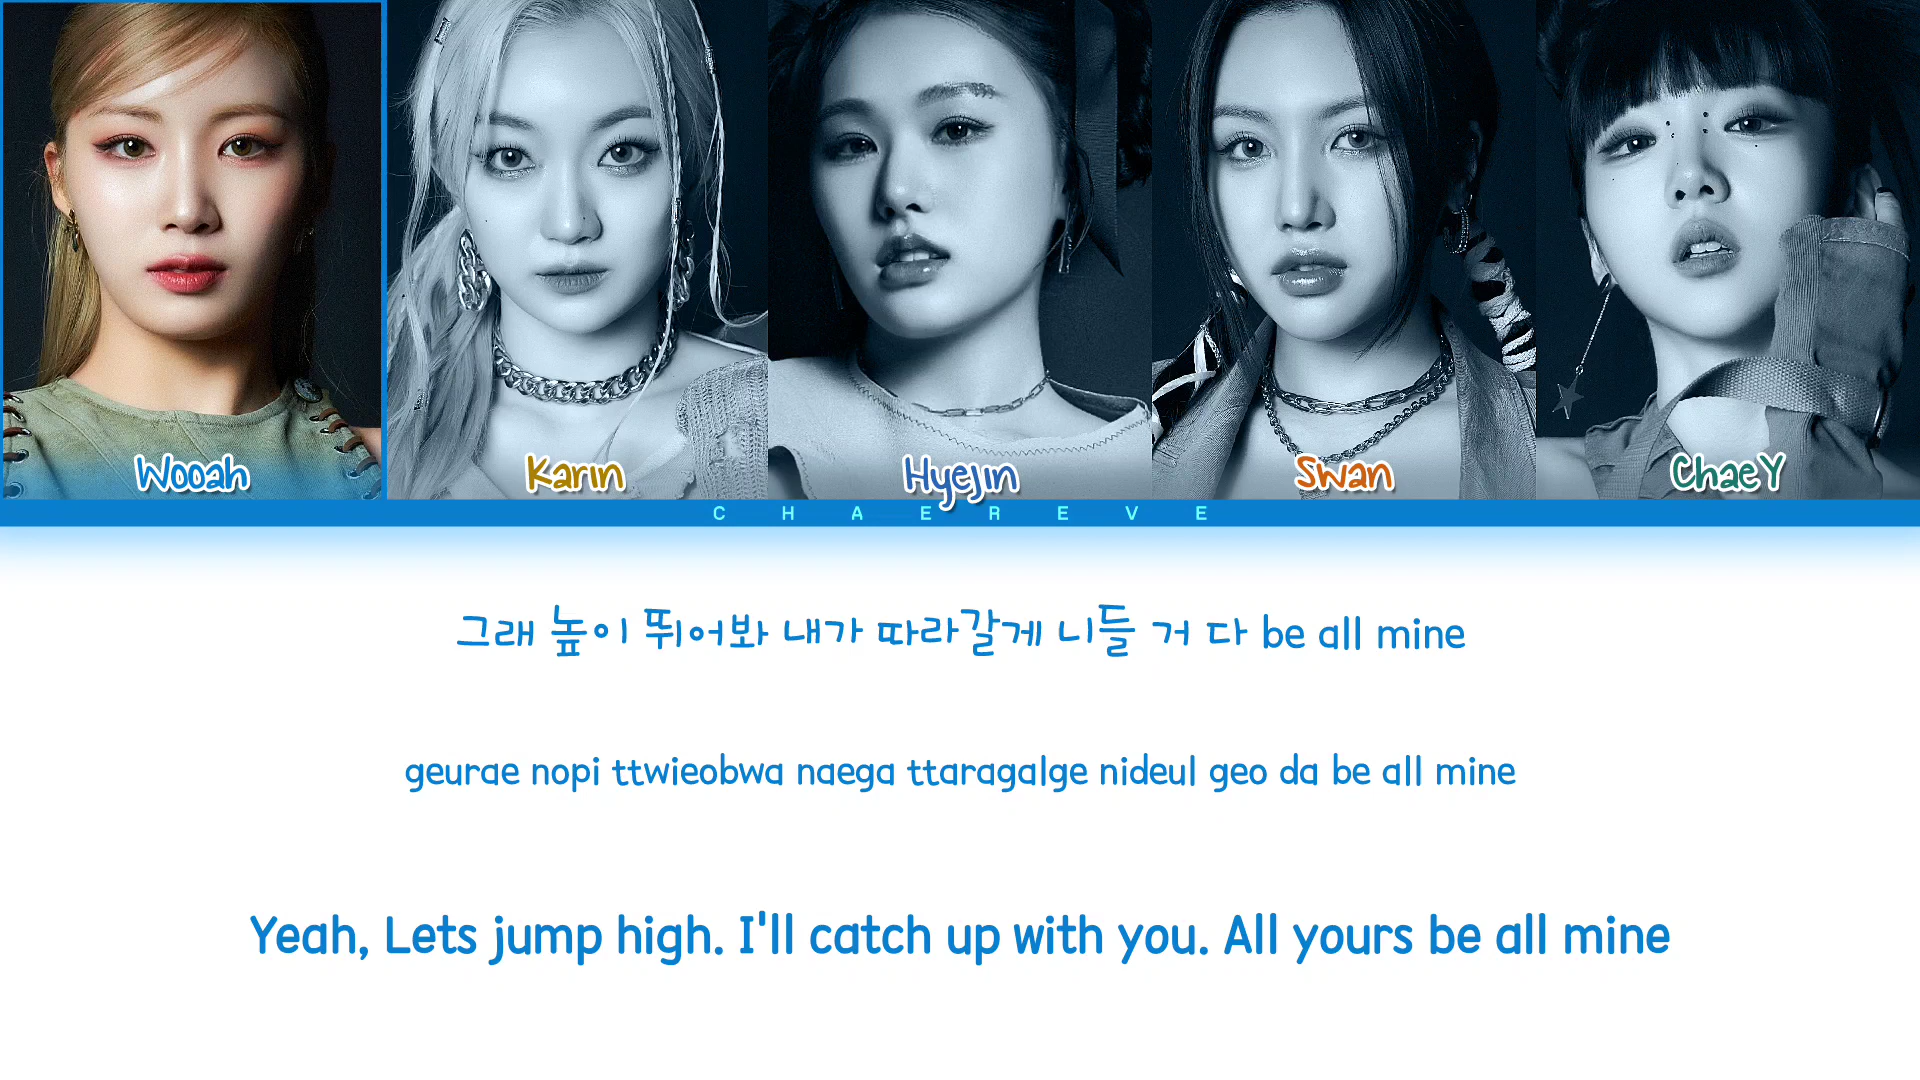 Wooah Karin Hyejin Swan ChaeY
CHAEREVE
그래 높이 뛰어봐 내가 따라갈게 니들 거 다 be all mine
geurae nopi ttwieobwa naega ttaragalge nideul geo da be all mine
Yeah, Lets jump high. I'll catch up with you. All yours be all mine